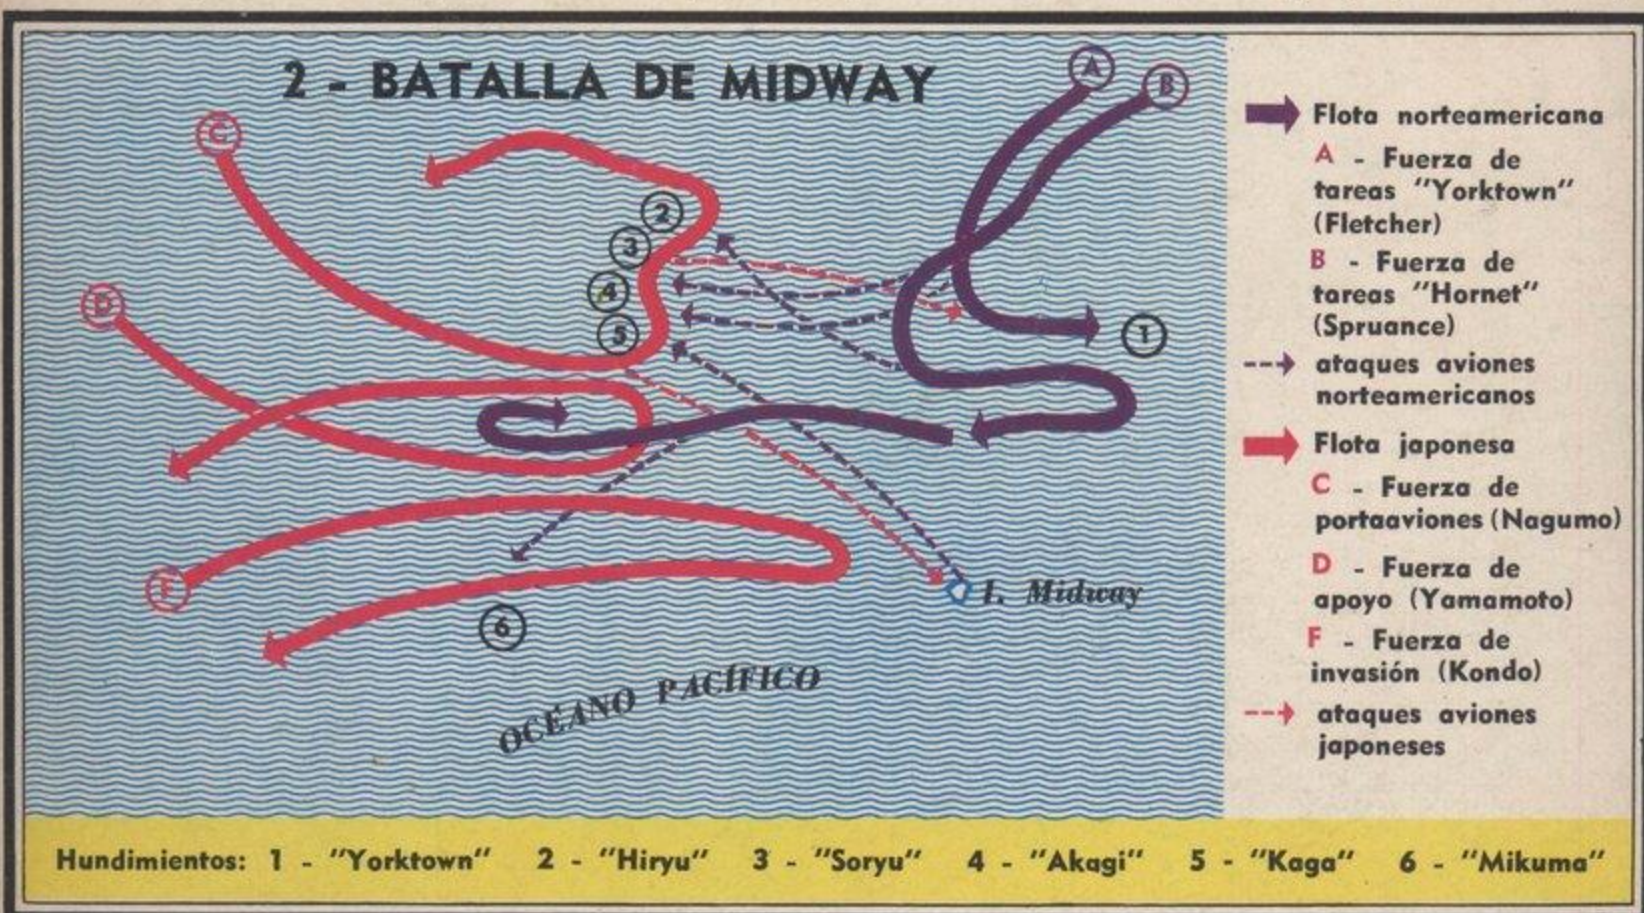 2 - BATALLA DE MIDWAY
A
B
C
D
F
2
3
4
5
1
6
I. Midway
OCÉANO PACÍFICO
Flota norteamericana
A - Fuerza de
tareas "Yorktown"
(Fletcher)
B - Fuerza de
tareas "Hornet"
(Spruance)
ataques aviones
norteamericanos
Flota japonesa
C - Fuerza de
portaaviones (Nagumo)
D - Fuerza de
apoyo (Yamamoto)
F - Fuerza de
invasión (Kondo)
ataques aviones
japoneses
Hundimientos: 1 - "Yorktown" 2 - "Hiryu" 3 - "Soryu" 4 - "Akagi" 5 - "Kaga" 6 - "Mikuma"